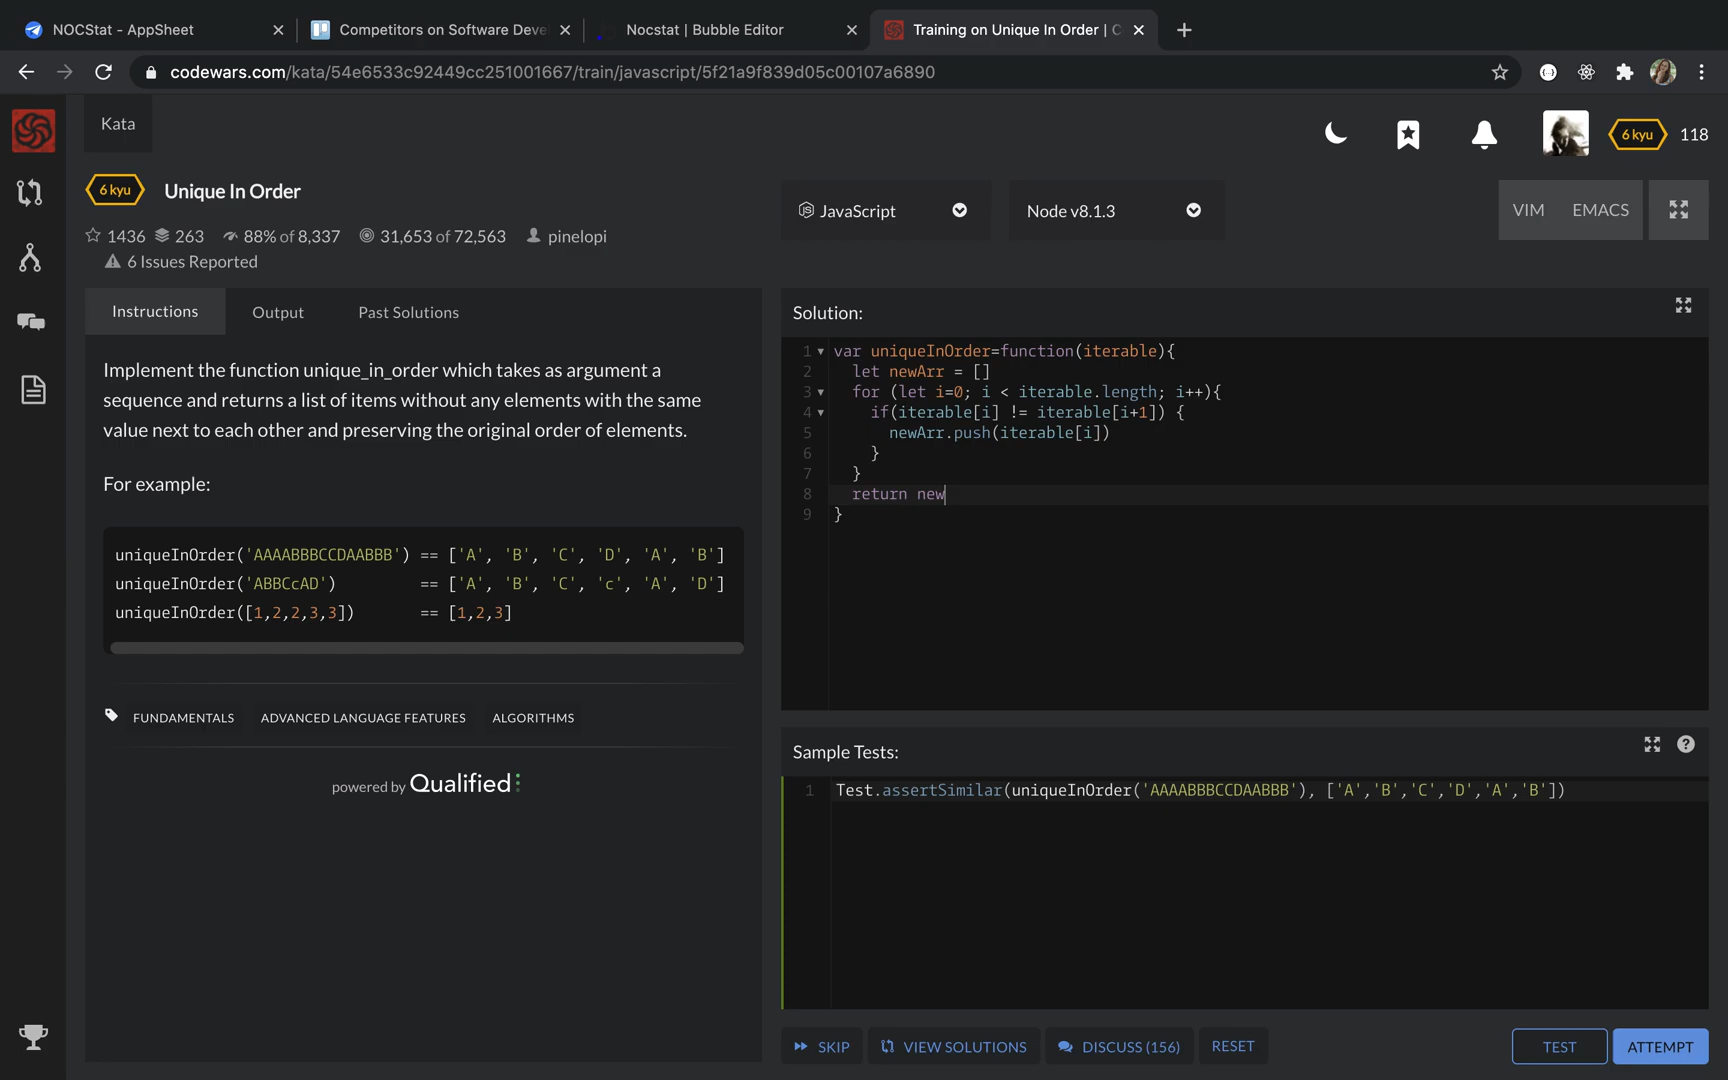 NOCStat - AppSheet
Competitors on Software Deve
Nocstat | Bubble Editor
Training on Unique In Order | C
codewars.com/kata/54e6533c92449cc251001667/train/javascript/5f21a9f839d05c00107a6890
Kata
6 kyu 118
6 kyu Unique In Order
1436 263 88% of 8,337 31,653 of 72,563 pinelopi
6 Issues Reported
JavaScript
Node v8.1.3
VIM EMACS
Instructions Output Past Solutions
Implement the function unique_in_order which takes as argument a
sequence and returns a list of items without any elements with the same
value next to each other and preserving the original order of elements.
For example:
uniqueInOrder('AAAABBBCCDAABBB') == ['A', 'B', 'C', 'D', 'A', 'B']
uniqueInOrder('ABBCcAD') == ['A', 'B', 'C', 'c', 'A', 'D']
uniqueInOrder([1,2,2,3,3]) == [1,2,3]
FUNDAMENTALS ADVANCED LANGUAGE FEATURES ALGORITHMS
powered by Qualified
Solution:
1 var uniqueInOrder=function(iterable){
2 let newArr = []
3 for (let i=0; i < iterable.length; i++){
4 if(iterable[i] != iterable[i+1]) {
5 newArr.push(iterable[i])
6 }
7 }
8 return new
9 }
Sample Tests:
1 Test.assertSimilar(uniqueInOrder('AAAABBBCCDAABBB'), ['A','B','C','D','A','B'])
SKIP VIEW SOLUTIONS DISCUSS (156) RESET
TEST ATTEMPT